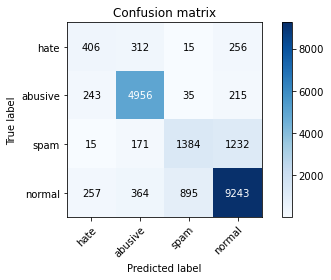 Confusion matrix
hate 406 312 15 256
abusive 243 4956 35 215
spam 15 171 1384 1232
normal 257 364 895 9243
hate abusive spam normal
Predicted label
True label
8000
6000
4000
2000